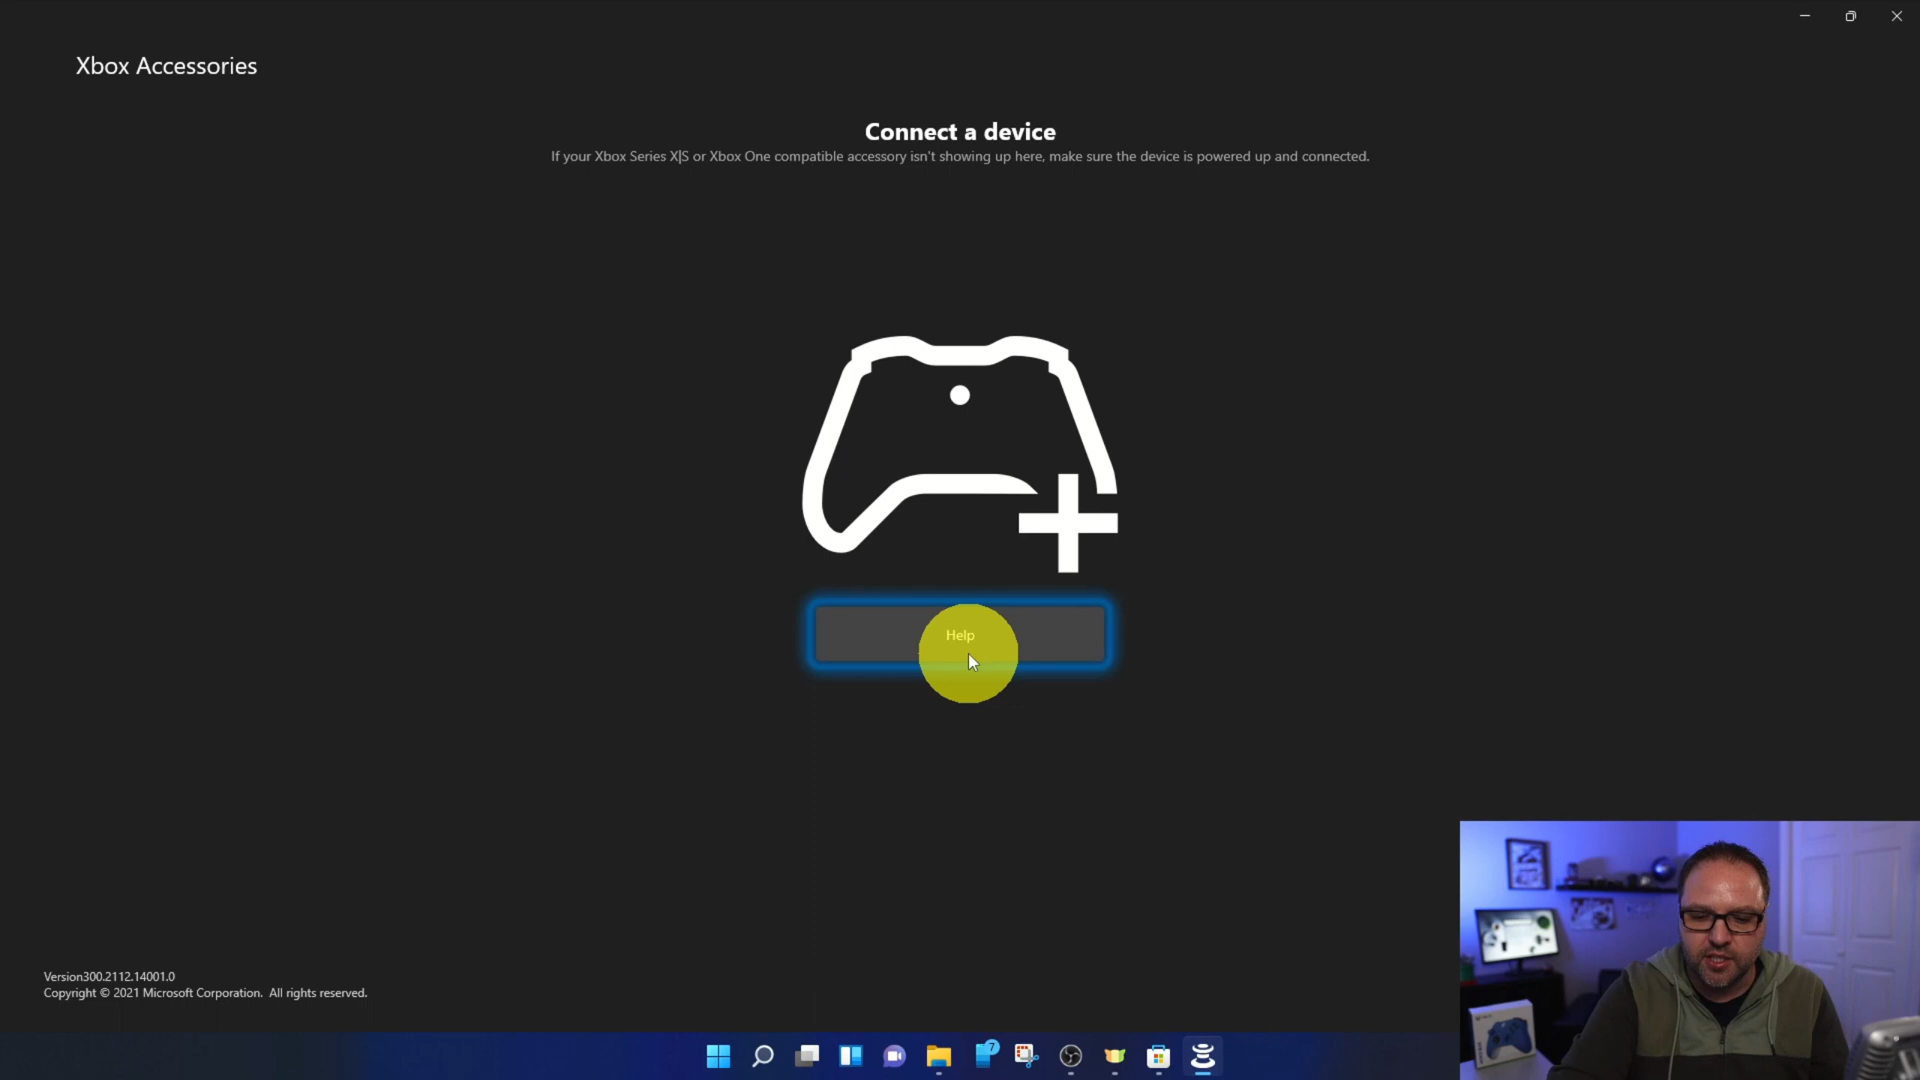 Xbox Accessories
Connect a device
If your Xbox Series X|S or Xbox One compatible accessory isn't showing up here, make sure the device is powered up and connected.
Help
Version300.2112.14001.0
Copyright © 2021 Microsoft Corporation. All rights reserved.
7